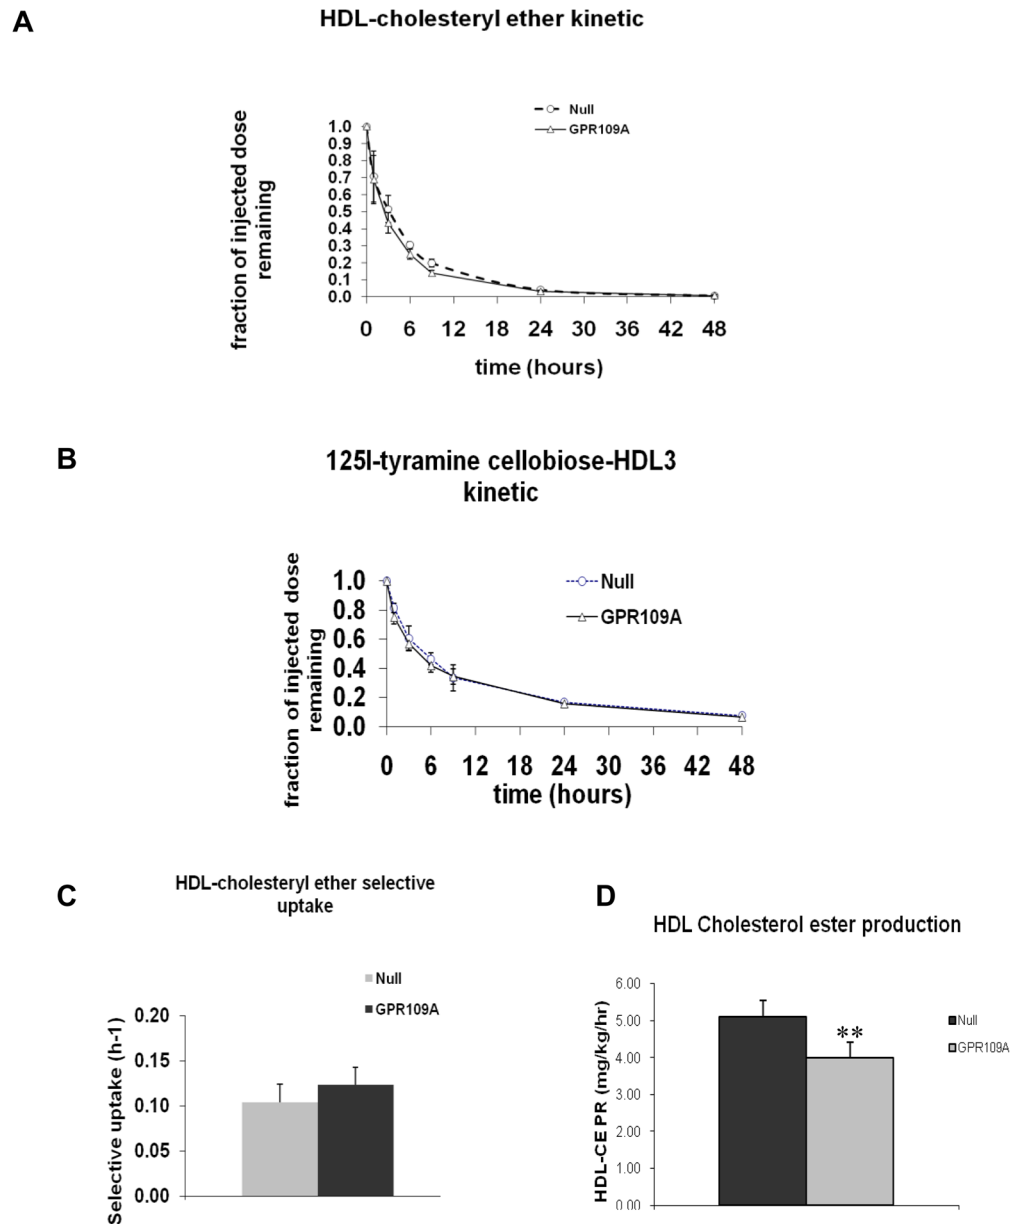 A
HDL-cholesteryl ether kinetic
Null
GPR109A
fraction of injected dose
remaining
1.0
0.9
0.8
0.7
0.6
0.5
0.4
0.3
0.2
0.1
0.0
0 6 12 18 24 30 36 42 48
time (hours)
B
125I-tyramine cellobiose-HDL3
kinetic
Null
GPR109A
fraction of injected dose
remaining
1.0
0.8
0.6
0.4
0.2
0.0
0 6 12 18 24 30 36 42 48
time (hours)
C
HDL-cholesteryl ether selective
uptake
Null
GPR109A
Selective uptake (h-1)
0.20
0.15
0.10
0.05
0.00
D
HDL Cholesterol ester production
HDL-CE PR (mg/kg/hr)
6.00
5.00
4.00
3.00
2.00
1.00
0.00
**
Null
GPR109A